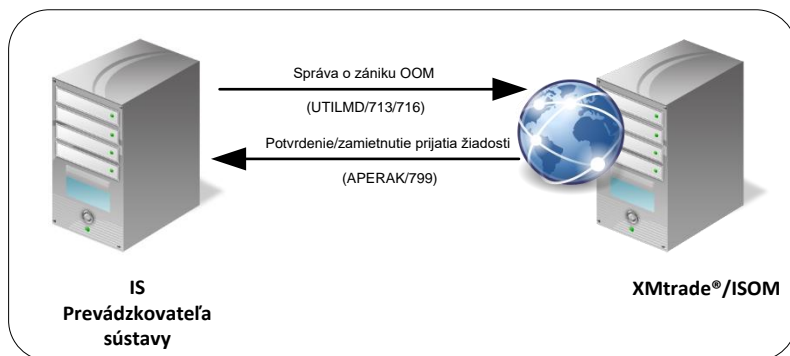 Správa o zániku OOM
(UTILMD/713/716)
Potvrdenie/zamietnutie prijatia žiadosti
(APERAK/799)
IS
Prevádzkovateľa
sústavy
XMtrade®/ISOM